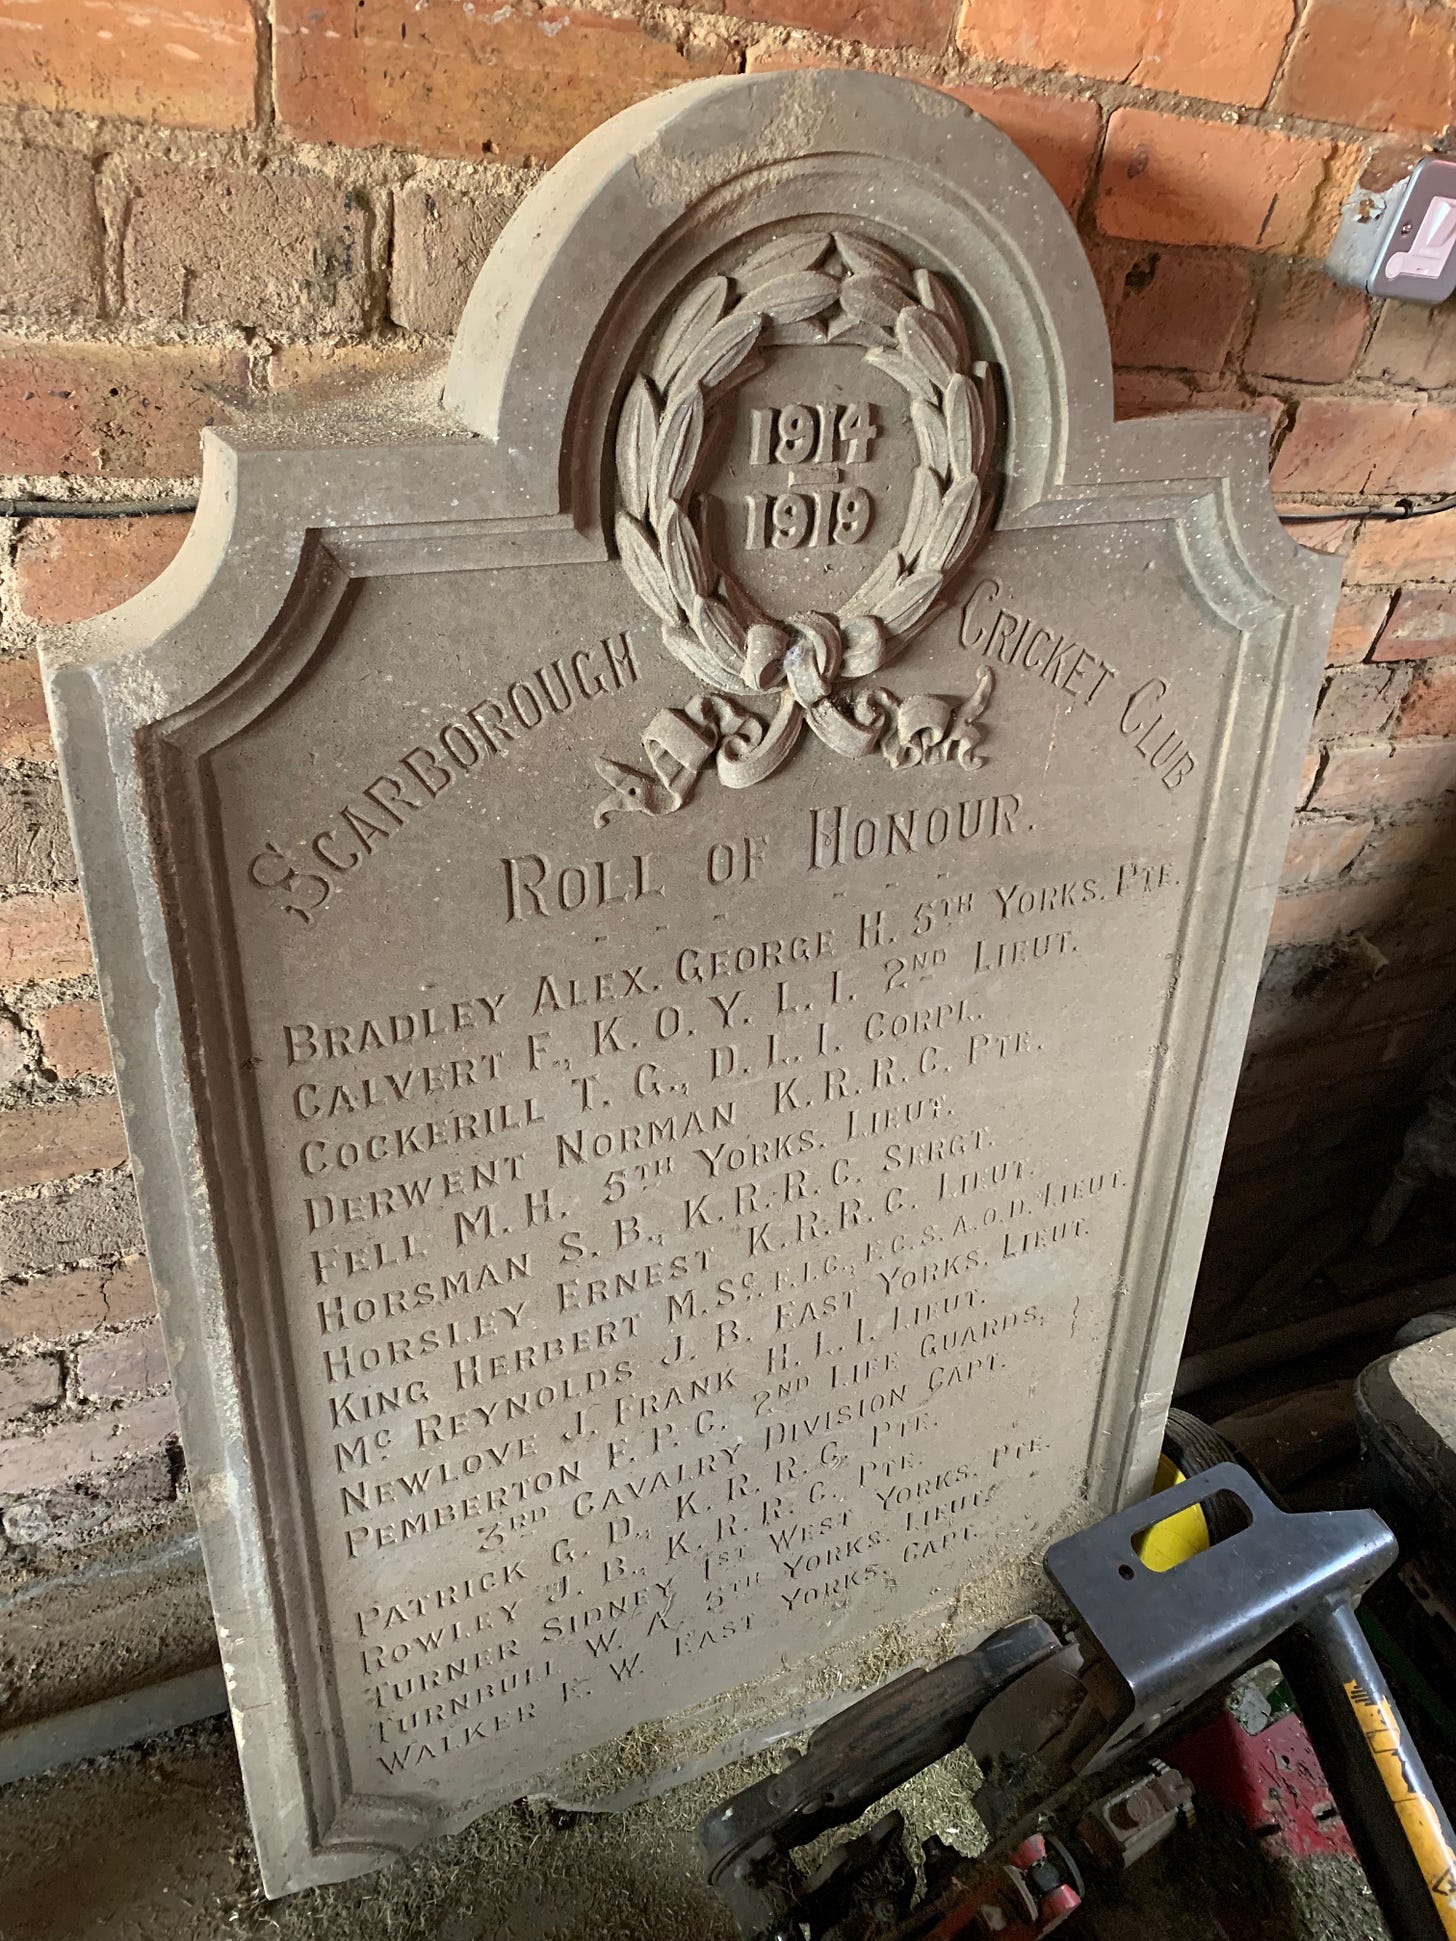 1914
1919
SCARBOROUGH CRICKET CLUB
ROLL OF HONOUR.
BRADLEY ALEX. GEORGE H. 5TH YORKS. PTE.
CALVERT F., K. O. Y. L. I. 2ND LIEUT.
COCKERILL T. G., D. L. I. CORPL.
DERWENT NORMAN K. R. R. C. PTE.
FELL M. H. 5TH YORKS. LIEUT.
HORSMAN S. B., K. R. R. C. SERGT.
HORSLEY ERNEST K. R. R. C. LIEUT.
KING HERBERT M. SC. F. I. C., F. C. S. A. O. D. LIEUT.
MC REYNOLDS J. B. EAST YORKS. LIEUT.
NEWLOVE J. FRANK H. L. I. LIEUT.
PEMBERTON F. P. C. 2ND LIFE GUARDS, }
3RD CAVALRY DIVISION CAPT.
PATRICK G. D., K. R. R. C. PTE.
ROWLEY J. B., K. R. R. C. PTE.
TURNER SIDNEY 1ST WEST YORKS. PTE.
TURNBULL W. A. 5TH YORKS. LIEUT.
WALKER F. W. EAST YORKS. CAPT.